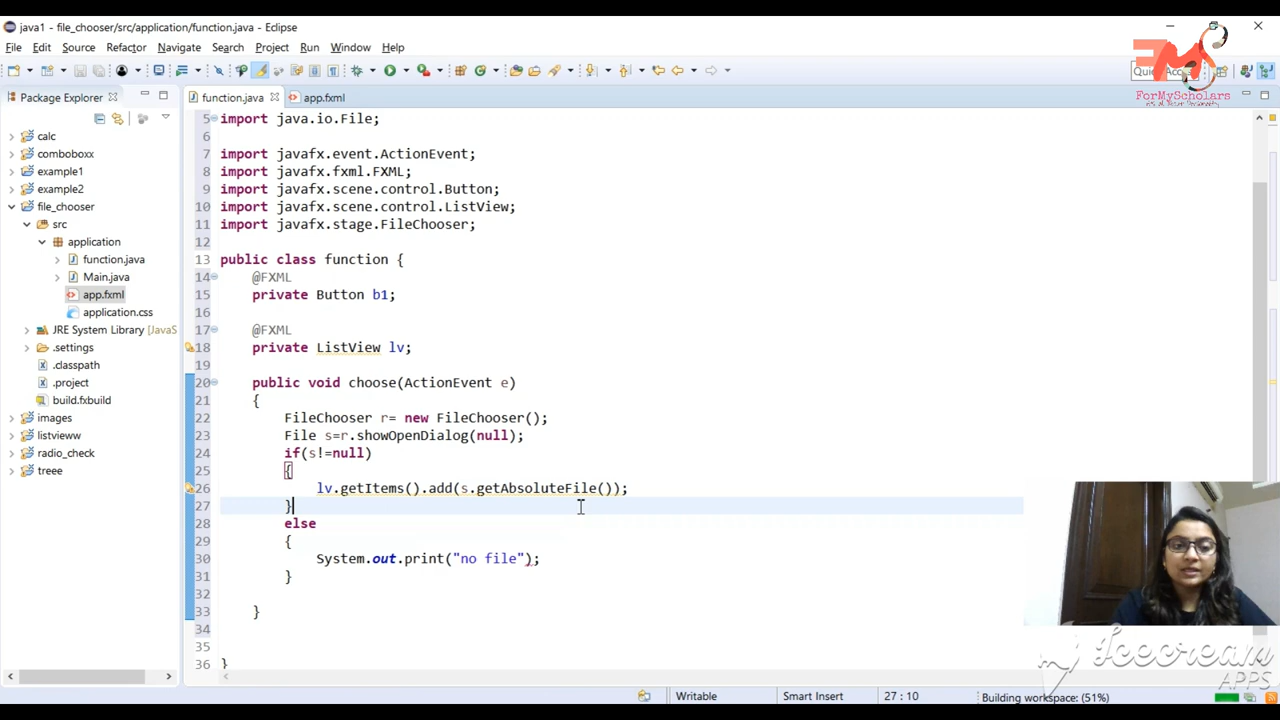 java1 - file_chooser/src/application/function.java - Eclipse
File Edit Source Refactor Navigate Search Project Run Window Help
FM
Quick Acc
ForMyScholars
Package Explorer
function.java
app.fxml
calc
comboboxx
example1
example2
file_chooser
src
application
function.java
Main.java
app.fxml
application.css
JRE System Library [JavaS
.settings
.classpath
.project
build.fxbuild
images
listvieww
radio_check
treee
5 import java.io.File;
6
7 import javafx.event.ActionEvent;
8 import javafx.fxml.FXML;
9 import javafx.scene.control.Button;
10 import javafx.scene.control.ListView;
11 import javafx.stage.FileChooser;
12
13 public class function {
14 @FXML
15 private Button b1;
16
17 @FXML
18 private ListView lv;
19
20 public void choose(ActionEvent e)
21 {
22 FileChooser r= new FileChooser();
23 File s=r.showOpenDialog(null);
24 if(s!=null)
25 {
26 lv.getItems().add(s.getAbsoluteFile());
27 }
28 else
29 {
30 System.out.print("no file");
31 }
32
33 }
34
35
36 }
Icecream
APPS
Writable Smart Insert 27 : 10 Building workspace: (51%)